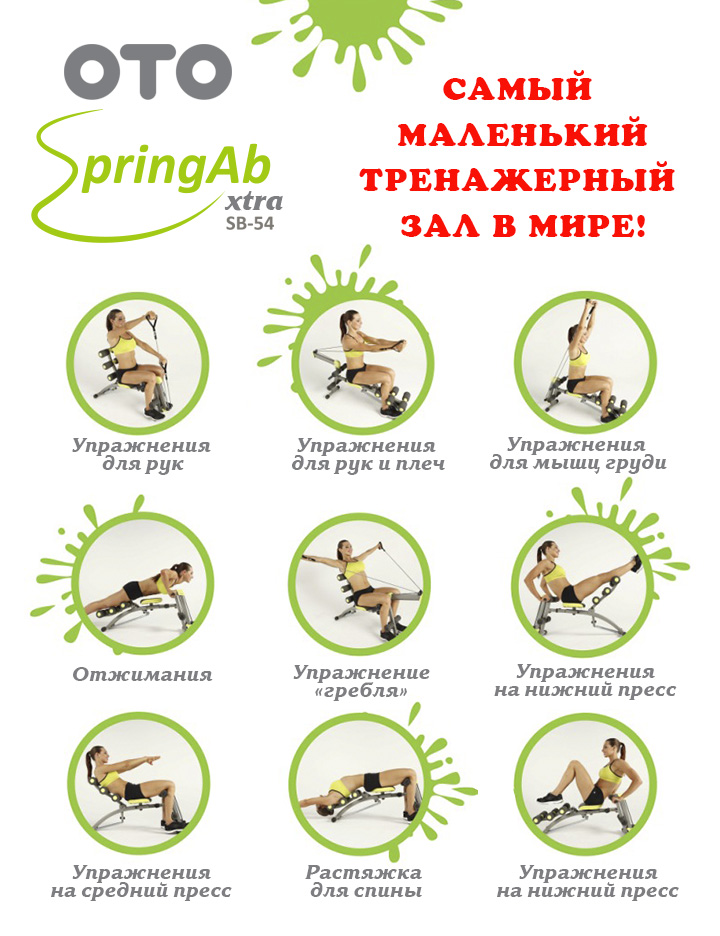 OTO
SpringAb
xtra
SB-54
САМЫЙ
МАЛЕНЬКИЙ
ТРЕНАЖЕРНЫЙ
ЗАЛ В МИРЕ!
Упражнения
для рук
Упражнения
для рук и плеч
Упражнения
для мышц груди
Отжимания
Упражнение
«гребля»
Упражнения
на нижний пресс
Упражнения
на средний пресс
Растяжка
для спины
Упражнения
на нижний пресс